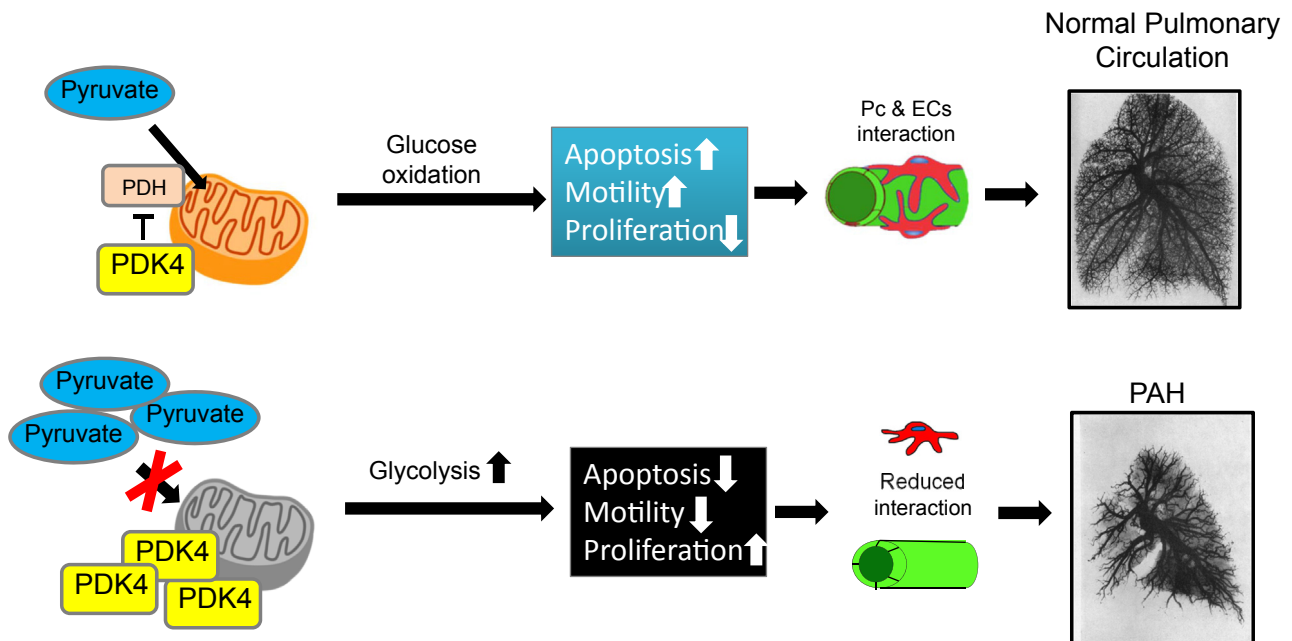 Normal Pulmonary
Circulation
Pyruvate
PDH
PDK4
Glucose
oxidation
Apoptosis
Motility
Proliferation
Pc & ECs
interaction
Pyruvate
Pyruvate
Pyruvate
PDK4
PDK4
PDK4
Glycolysis
Apoptosis
Motility
Proliferation
Reduced
interaction
PAH